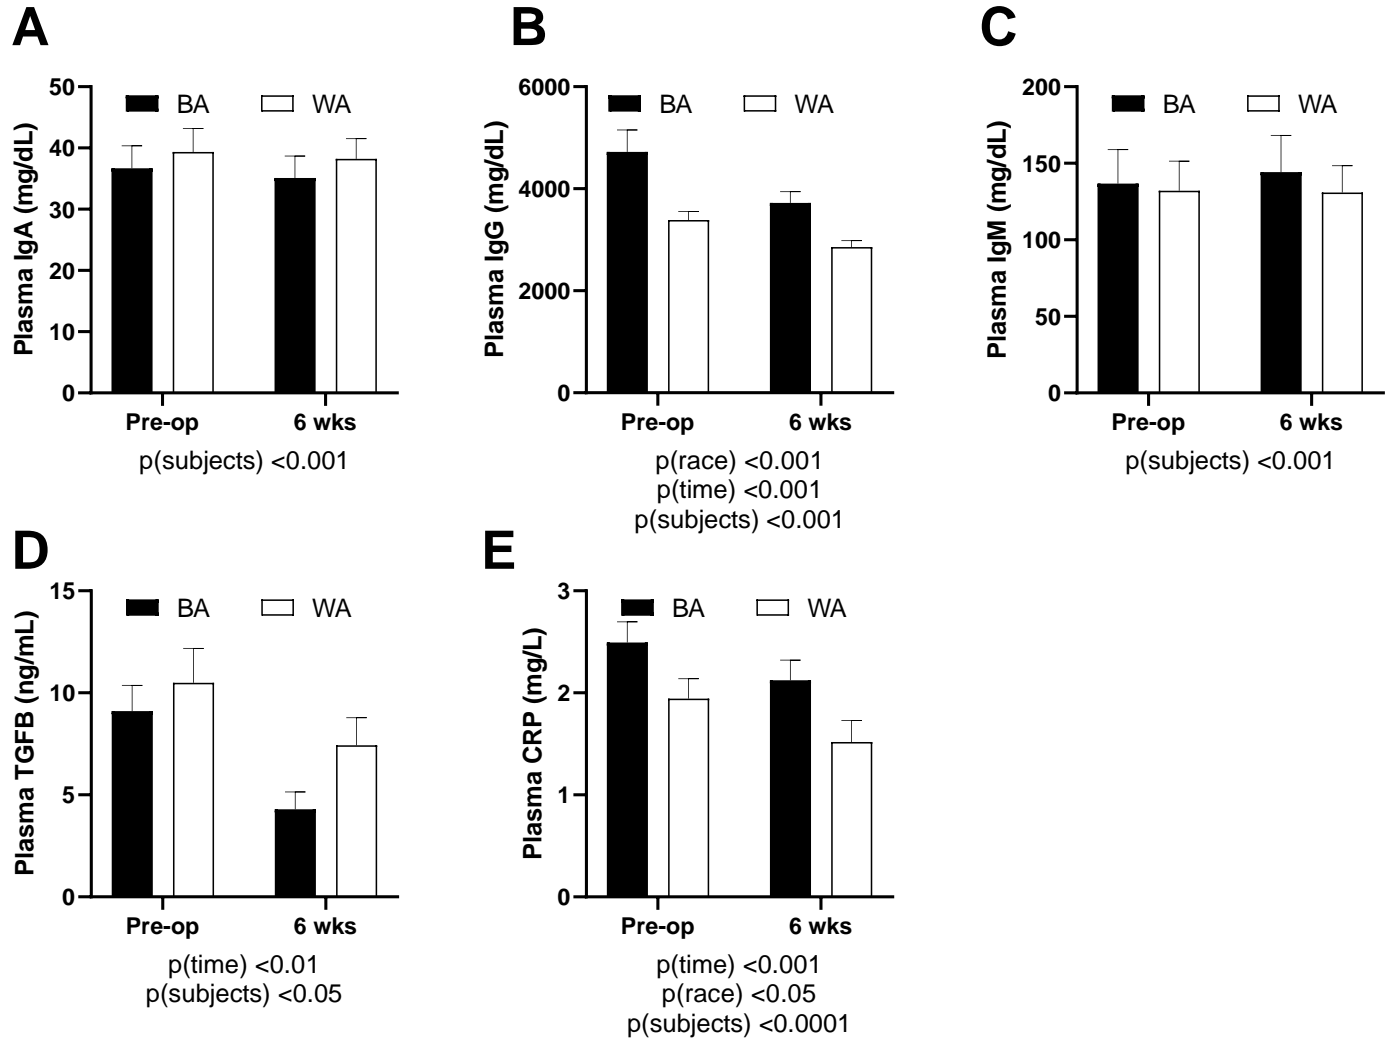 A
Plasma IgA (mg/dL)
50
40
30
20
10
0
BA WA
Pre-op 6 wks
p(subjects) <0.001
B
Plasma IgG (mg/dL)
6000
4000
2000
0
BA WA
Pre-op 6 wks
p(race) <0.001
p(time) <0.001
p(subjects) <0.001
C
Plasma IgM (mg/dL)
200
150
100
50
0
BA WA
Pre-op 6 wks
p(subjects) <0.001
D
Plasma TGFB (ng/mL)
15
10
5
0
BA WA
Pre-op 6 wks
p(time) <0.01
p(subjects) <0.05
E
Plasma CRP (mg/L)
3
2
1
0
BA WA
Pre-op 6 wks
p(time) <0.001
p(race) <0.05
p(subjects) <0.0001